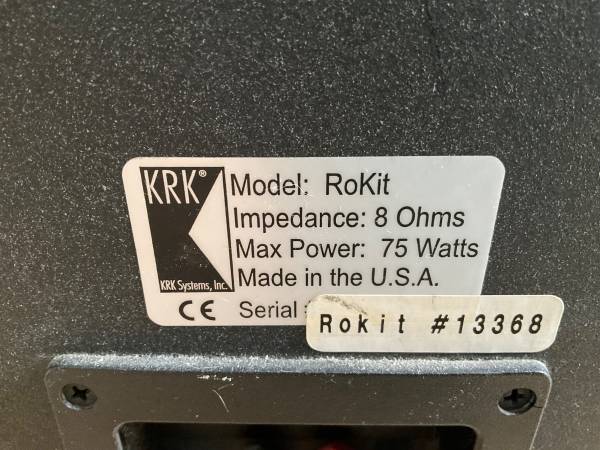 KRK®
KRK Systems, Inc.
Model: RoKit
Impedance: 8 Ohms
Max Power: 75 Watts
Made in the U.S.A.
CE Serial
Rokit #13368